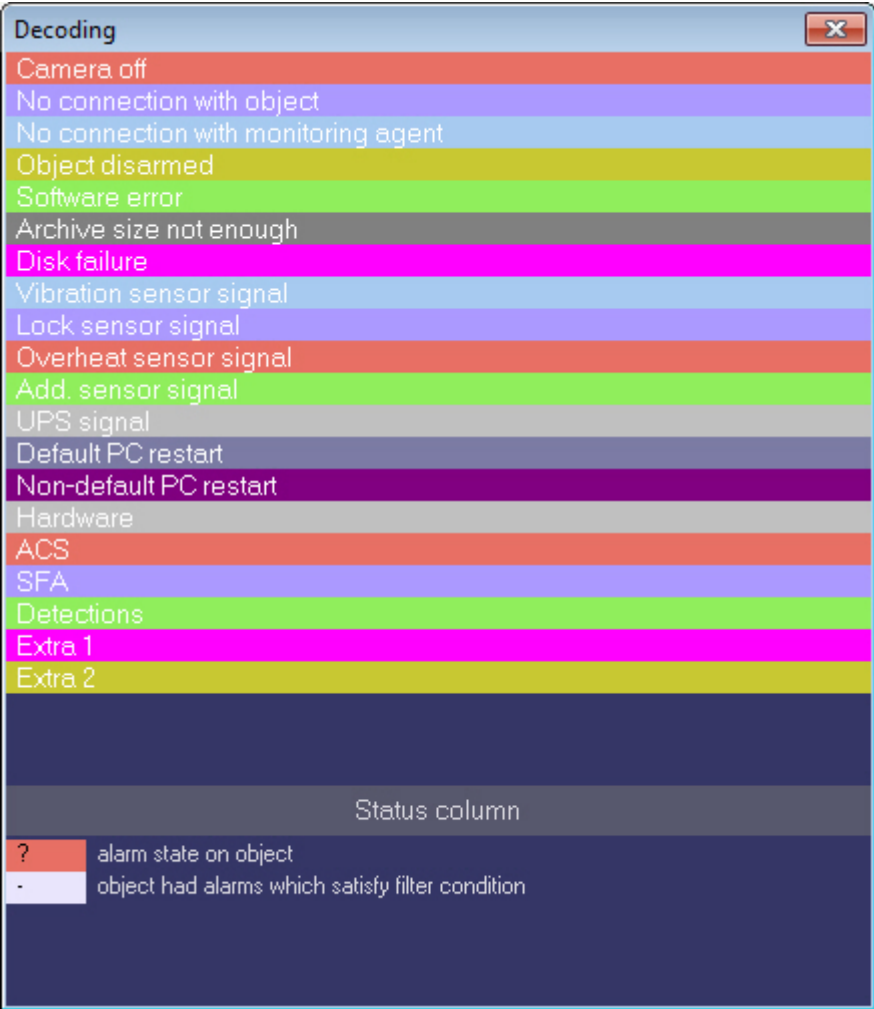 Decoding
Camera off
No connection with object
No connection with monitoring agent
Object disarmed
Software error
Archive size not enough
Disk failure
Vibration sensor signal
Lock sensor signal
Overheat sensor signal
Add. sensor signal
UPS signal
Default PC restart
Non-default PC restart
Hardware
ACS
SFA
Detections
Extra 1
Extra 2
Status column
? alarm state on object
- object had alarms which satisfy filter condition